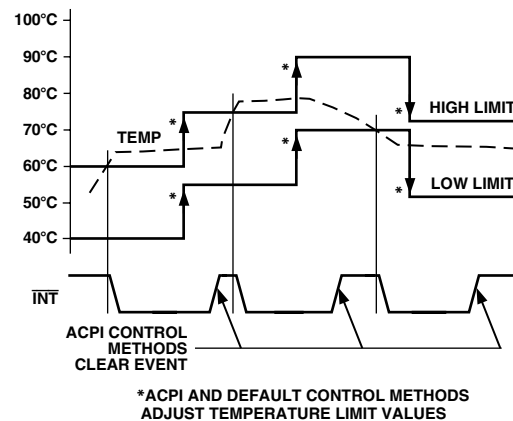 100°C
90°C
80°C
70°C
60°C
50°C
40°C
*
*
*
*
*
*
TEMP
HIGH LIMIT
LOW LIMIT
INT
ACPI CONTROL
METHODS
CLEAR EVENT
*ACPI AND DEFAULT CONTROL METHODS
ADJUST TEMPERATURE LIMIT VALUES